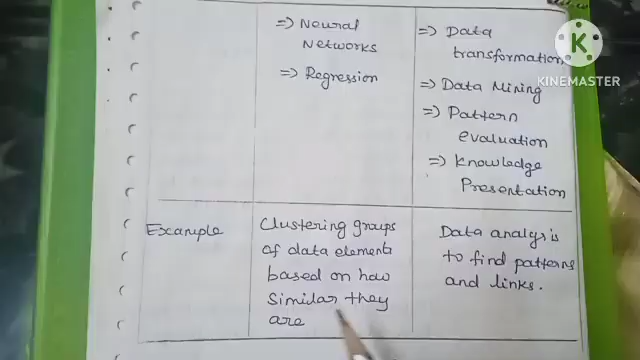 => Neural
Networks
=> Regression
=> Data
transformation
=> Data Mining
=> Pattern
evaluation
=> Knowledge
Presentation
Example
Clustering groups
of data elements
based on how
similar they
are
Data analysis
to find patterns
and links.
K
KINEMASTER